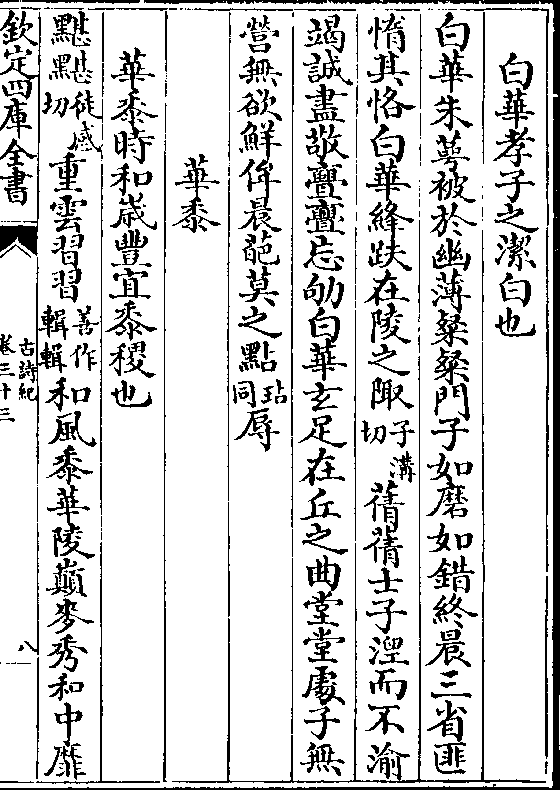 白華孝子之潔白也
白華朱萼被於幽薄粲粲門子如磨如錯終晨三省匪
惰其恪白華絳趺在陵之陬子溝切蒨蒨士子涅而不渝
竭誠盡敬亹亹忘劬白華玄足在丘之曲堂堂處子無
營無欲鮮侔晨葩莫之點玷同辱
華黍
華黍時和嵗豐宜黍稷也
黮黮徒感切重雲習習善作輯輯和風黍華陵巔麥秀和中靡
欽定四庫全書
古詩紀
卷三十三
八